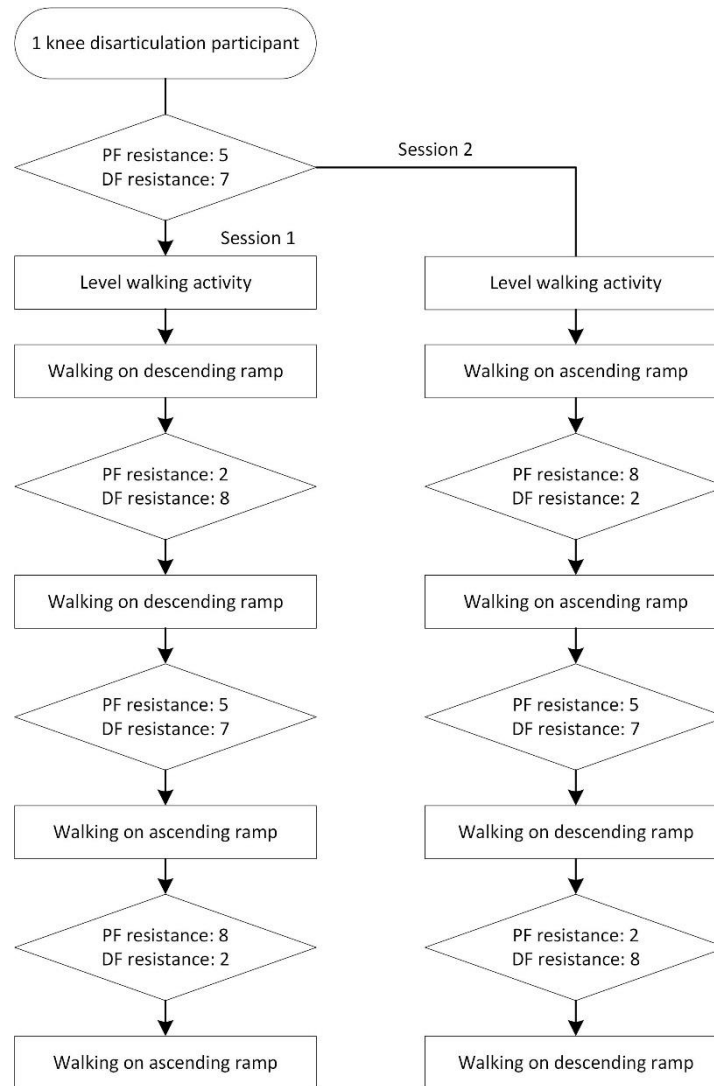 1 knee disarticulation participant
PF resistance: 5
DF resistance: 7
Session 2
Session 1
Level walking activity
Walking on descending ramp
PF resistance: 2
DF resistance: 8
Walking on descending ramp
PF resistance: 5
DF resistance: 7
Walking on ascending ramp
PF resistance: 8
DF resistance: 2
Walking on ascending ramp
Level walking activity
Walking on ascending ramp
PF resistance: 8
DF resistance: 2
Walking on ascending ramp
PF resistance: 5
DF resistance: 7
Walking on descending ramp
PF resistance: 2
DF resistance: 8
Walking on descending ramp